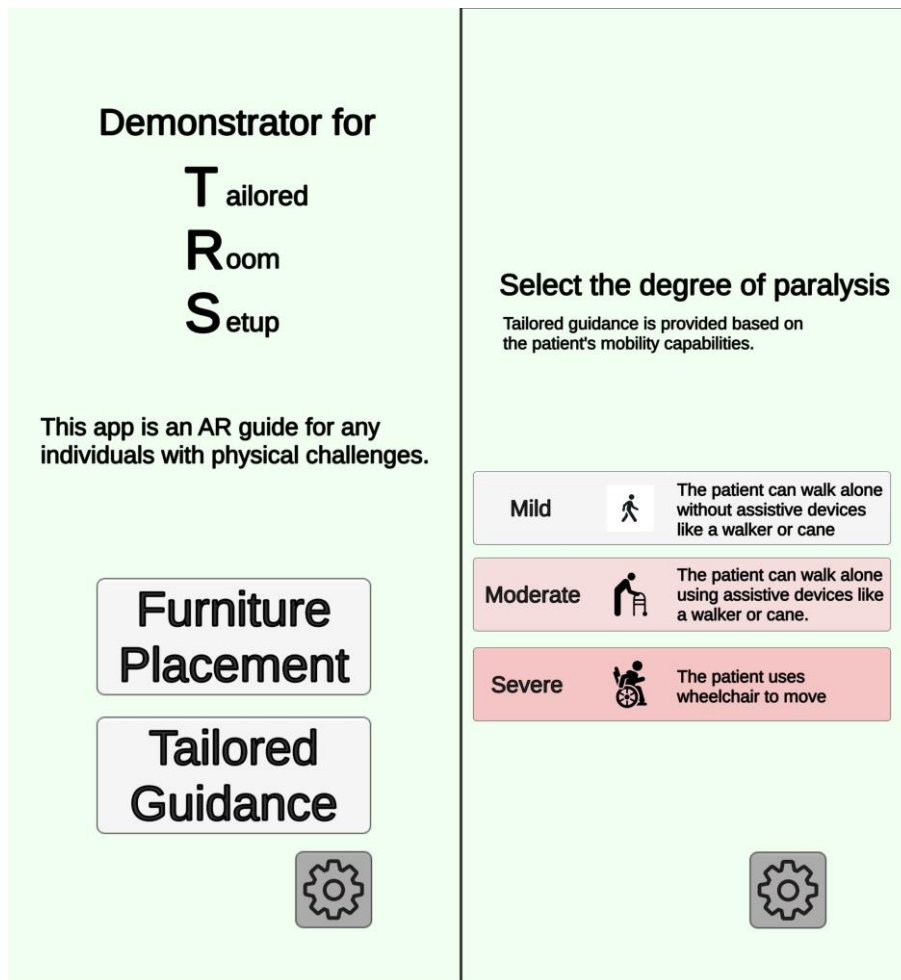 Demonstrator for
T ailored
Room
S etup
This app is an AR guide for any
individuals with physical challenges.
Furniture
Placement
Tailored
Guidance
Select the degree of paralysis
Tailored guidance is provided based on
the patient's mobility capabilities.
Mild
The patient can walk alone
without assistive devices
like a walker or cane
Moderate
The patient can walk alone
using assistive devices like
a walker or cane.
Severe
The patient uses
wheelchair to move